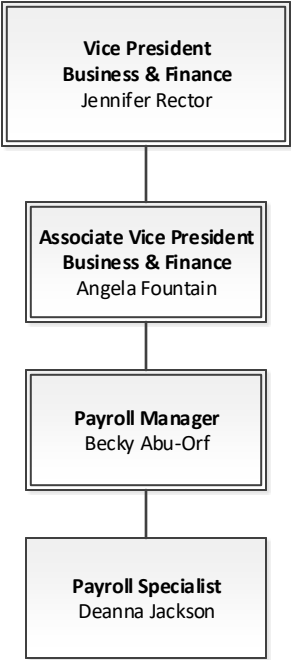 Vice President
Business & Finance
Jennifer Rector
Associate Vice President
Business & Finance
Angela Fountain
Payroll Manager
Becky Abu-Orf
Payroll Specialist
Deanna Jackson